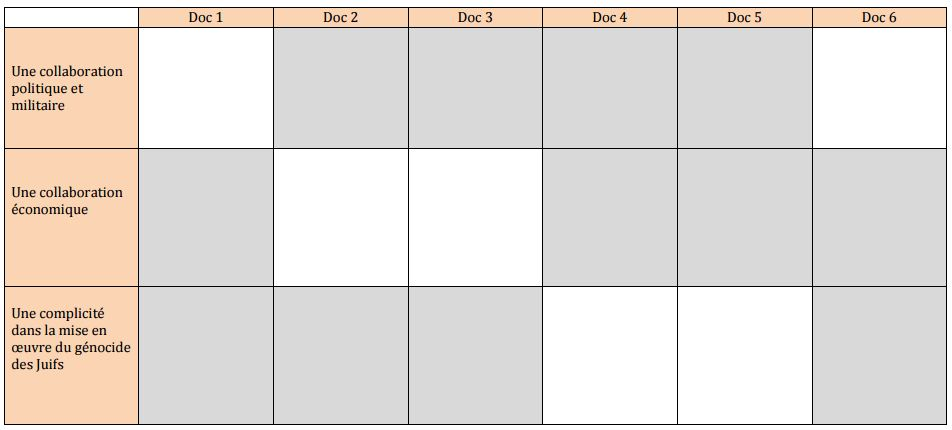 Doc 1 Doc 2 Doc 3 Doc 4 Doc 5 Doc 6
Une collaboration
politique et
militaire
Une collaboration
économique
Une complicité
dans la mise en
œuvre du génocide
des Juifs